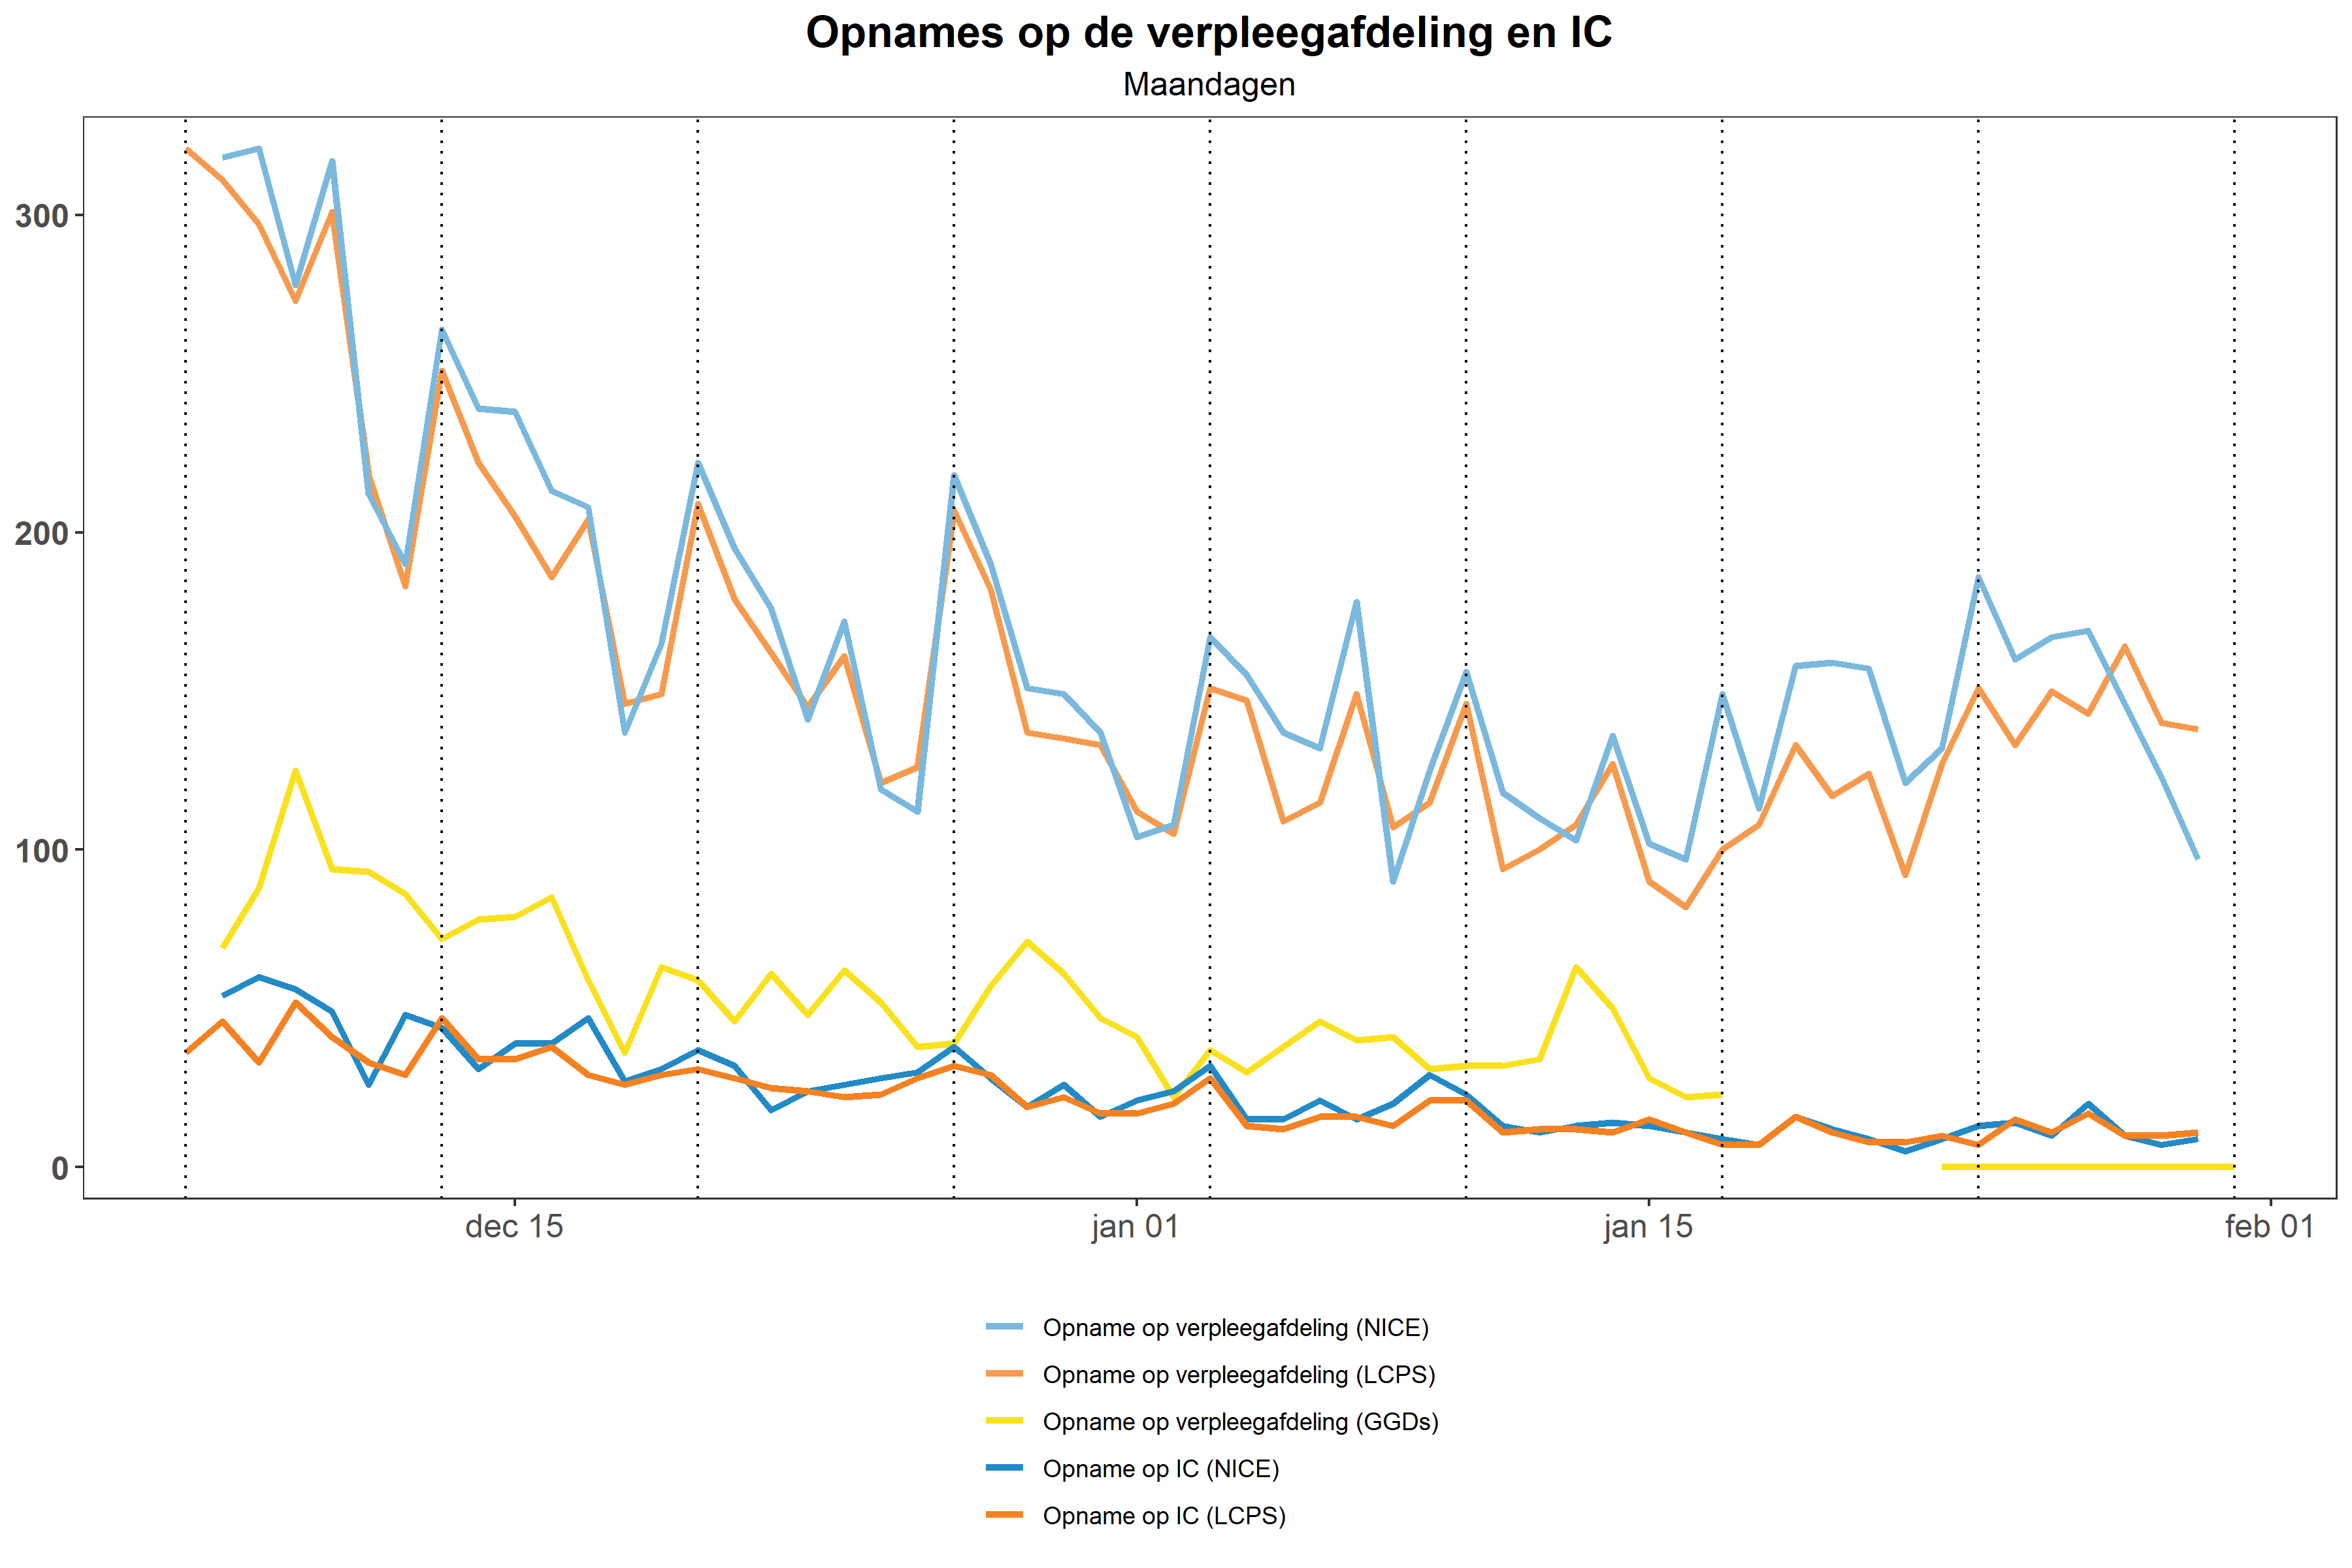 Opnames op de verpleegafdeling en IC
Maandagen
300
200
100
0
dec 15
jan 01
jan 15
feb 01
Opname op verpleegafdeling (NICE)
Opname op verpleegafdeling (LCPS)
Opname op verpleegafdeling (GGDs)
Opname op IC (NICE)
Opname op IC (LCPS)